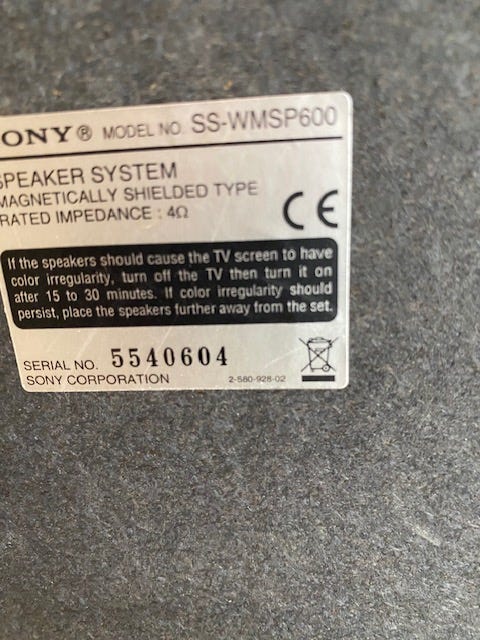 ONY® MODEL NO. SS-WMSP600
SPEAKER SYSTEM
MAGNETICALLY SHIELDED TYPE
RATED IMPEDANCE : 4Ω
CE
If the speakers should cause the TV screen to have
color irregularity, turn off the TV then turn it on
after 15 to 30 minutes. If color irregularity should
persist, place the speakers further away from the set.
SERIAL NO. 5540604
SONY CORPORATION 2-580-928-02